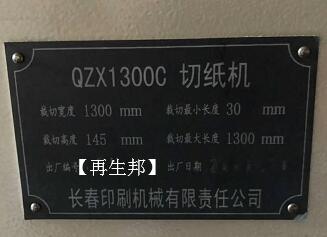 QZX1300C 切纸机
裁切宽度 1300 mm 裁切最小长度 30 mm
裁切高度 145 mm 裁切最大长度 1300 mm
出厂编号【再生邦】出厂日期
长春印刷机械有限责任公司